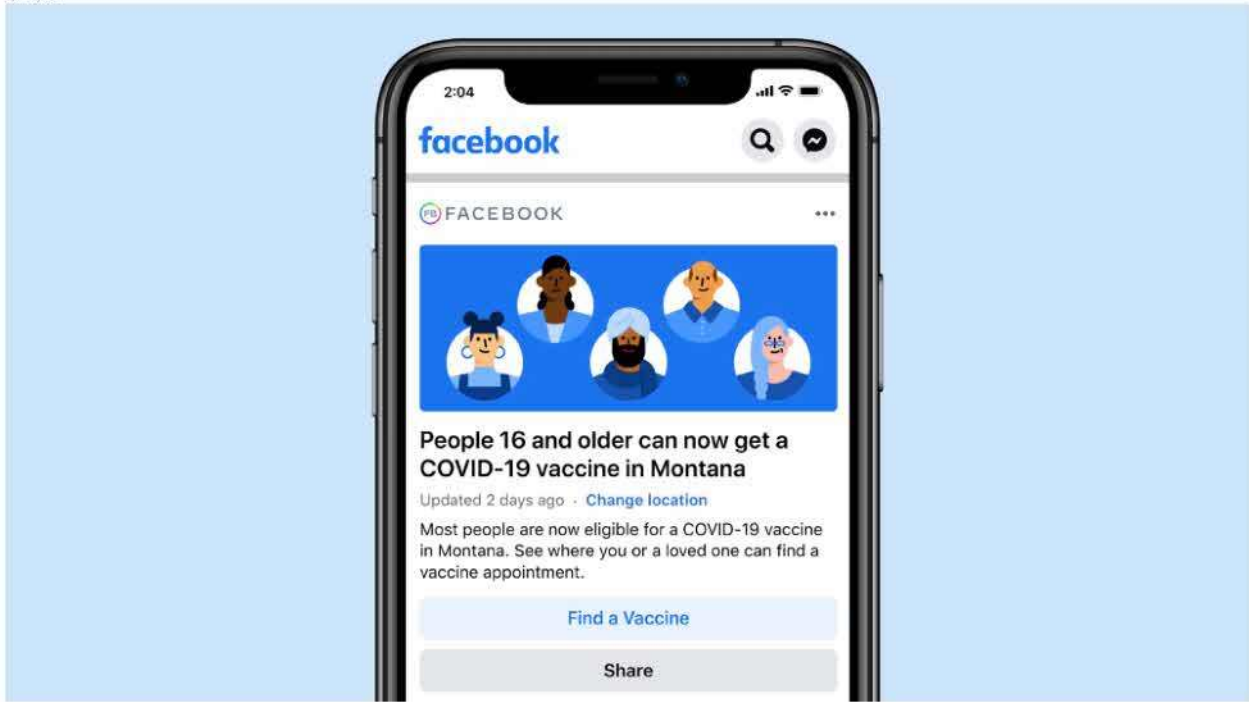 2:04
facebook
FB FACEBOOK
People 16 and older can now get a
COVID-19 vaccine in Montana
Updated 2 days ago · Change location
Most people are now eligible for a COVID-19 vaccine
in Montana. See where you or a loved one can find a
vaccine appointment.
Find a Vaccine
Share